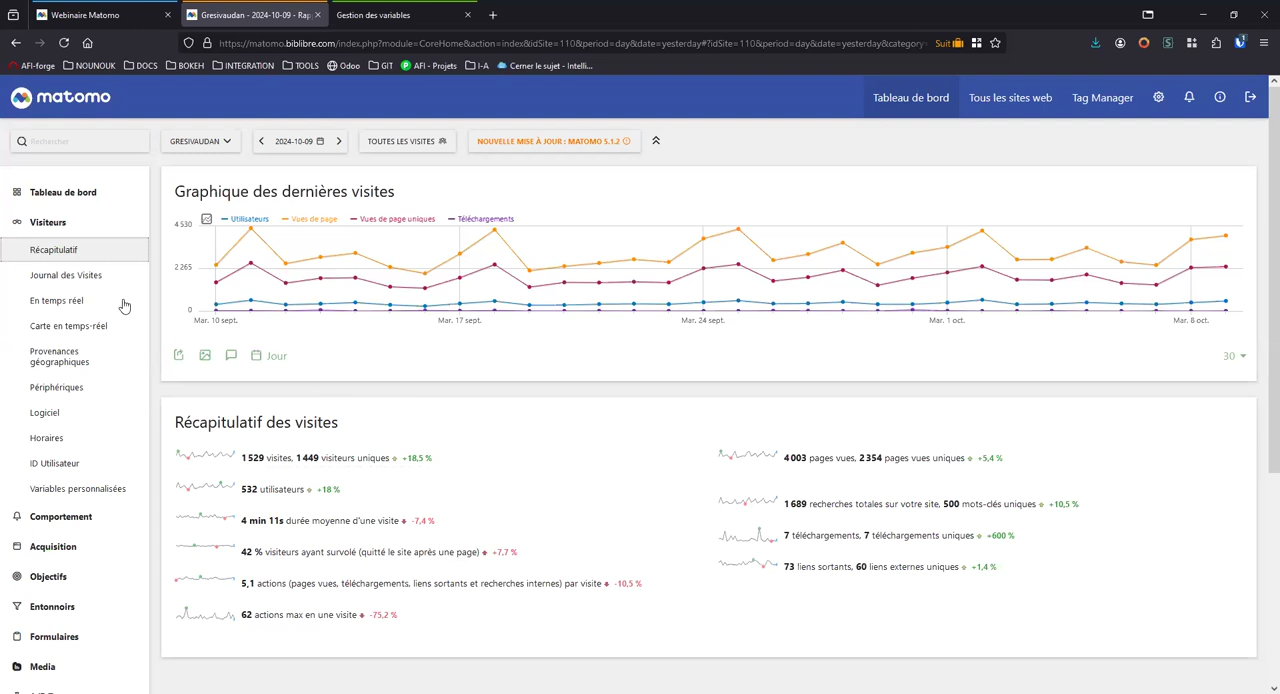 Webinaire Matomo
Gresivaudan - 2024-10-09 - Rap
Gestion des variables
https://matomo.biblibre.com/index.php?module=CoreHome&action=index&idSite=110&period=day&date=yesterday#?idSite=110&period=day&date=yesterday&category
Suit
AFI-forge
NOUNOUK
DOCS
BOKEH
INTEGRATION
TOOLS
Odoo
GIT
AFI - Projets
I-A
Cerner le sujet - Intelli...
matomo
Tableau de bord
Tous les sites web
Tag Manager
Rechercher
GRESIVAUDAN
2024-10-09
TOUTES LES VISITES
NOUVELLE MISE À JOUR : MATOMO 5.1.2
Tableau de bord
Visiteurs
Récapitulatif
Journal des Visites
En temps réel
Carte en temps-réel
Provenances
géographiques
Périphériques
Logiciel
Horaires
ID Utilisateur
Variables personnalisées
Comportement
Acquisition
Objectifs
Entonnoirs
Formulaires
Media
Graphique des dernières visites
Utilisateurs
Vues de page
Vues de page uniques
Téléchargements
4 530
2 265
0
Mar. 10 sept.
Mar. 17 sept.
Mar. 24 sept.
Mar. 1 oct.
Mar. 8 oct.
Jour
30
Récapitulatif des visites
1 529 visites, 1 449 visiteurs uniques +18,5 %
532 utilisateurs +18 %
4 min 11s durée moyenne d'une visite -7,4 %
42 % visiteurs ayant survolé (quitté le site après une page) +7,7 %
5,1 actions (pages vues, téléchargements, liens sortants et recherches internes) par visite -10,5 %
62 actions max en une visite -75,2 %
4 003 pages vues, 2 354 pages vues uniques +5,4 %
1 689 recherches totales sur votre site, 500 mots-clés uniques +10,5 %
7 téléchargements, 7 téléchargements uniques +600 %
73 liens sortants, 60 liens externes uniques +1,4 %